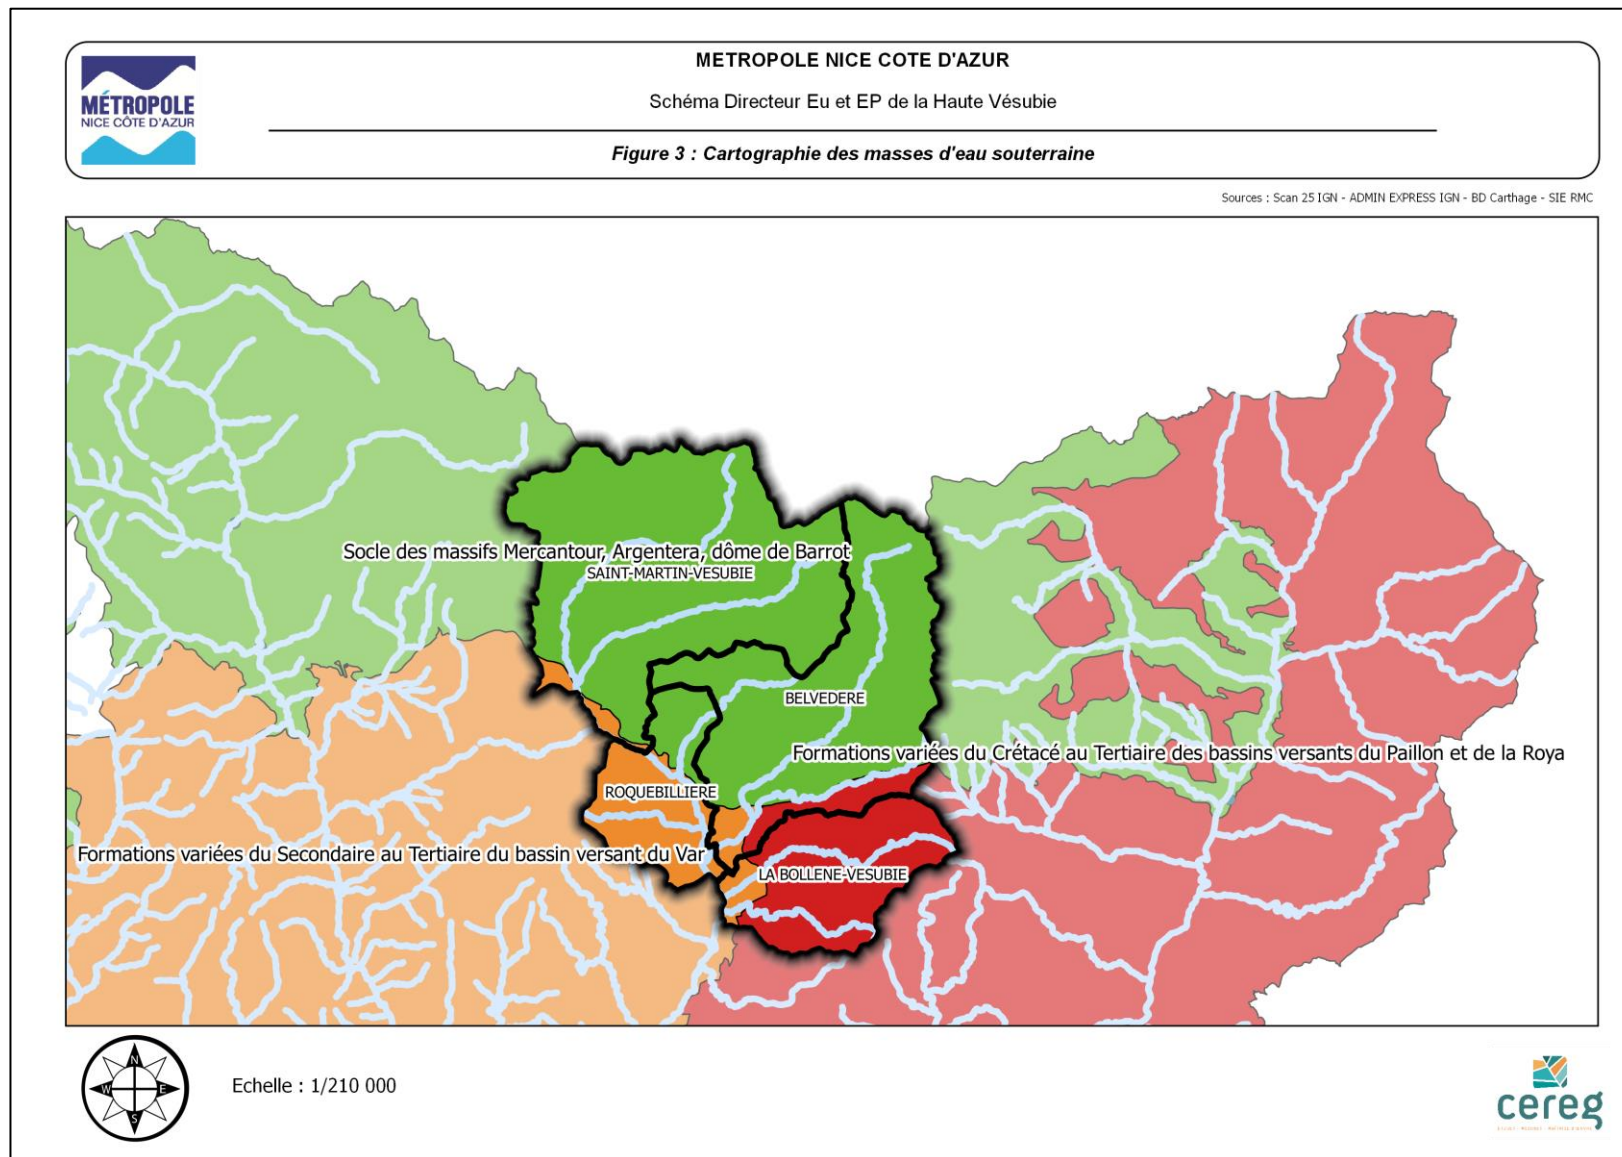 METROPOLE NICE COTE D'AZUR
MÉTROPOLE
NICE CÔTE D'AZUR
Schéma Directeur Eu et EP de la Haute Vésubie
Figure 3 : Cartographie des masses d'eau souterraine
Sources : Scan 25 IGN - ADMIN EXPRESS IGN - BD Carthage - SIE RMC
Socle des massifs Mercantour, Argentera, dôme de Barrot
SAINT-MARTIN-VESUBIE
BELVEDERE
Formations variées du Crétacé au Tertiaire des bassins versants du Paillon et de la Roya
ROQUEBILLIERE
Formations variées du Secondaire au Tertiaire du bassin versant du Var
LA BOLLENE-VESUBIE
N
W E
S
Echelle : 1/210 000
cereg